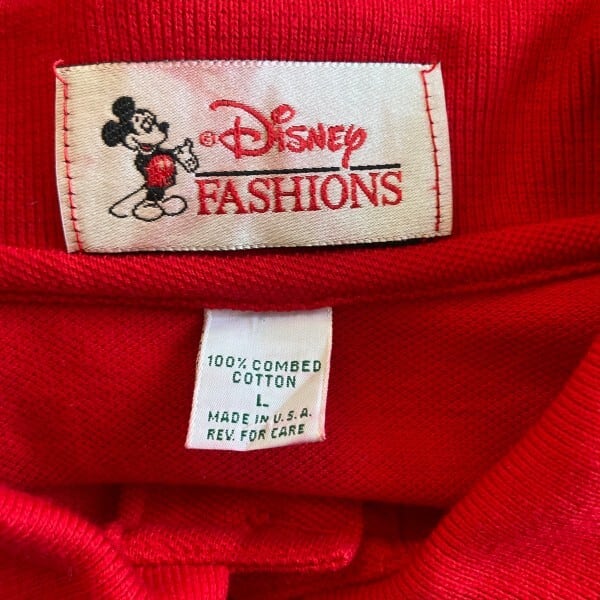 © Disney
FASHIONS
100% COMBED
COTTON
L
MADE IN U.S.A.
REV. FOR CARE